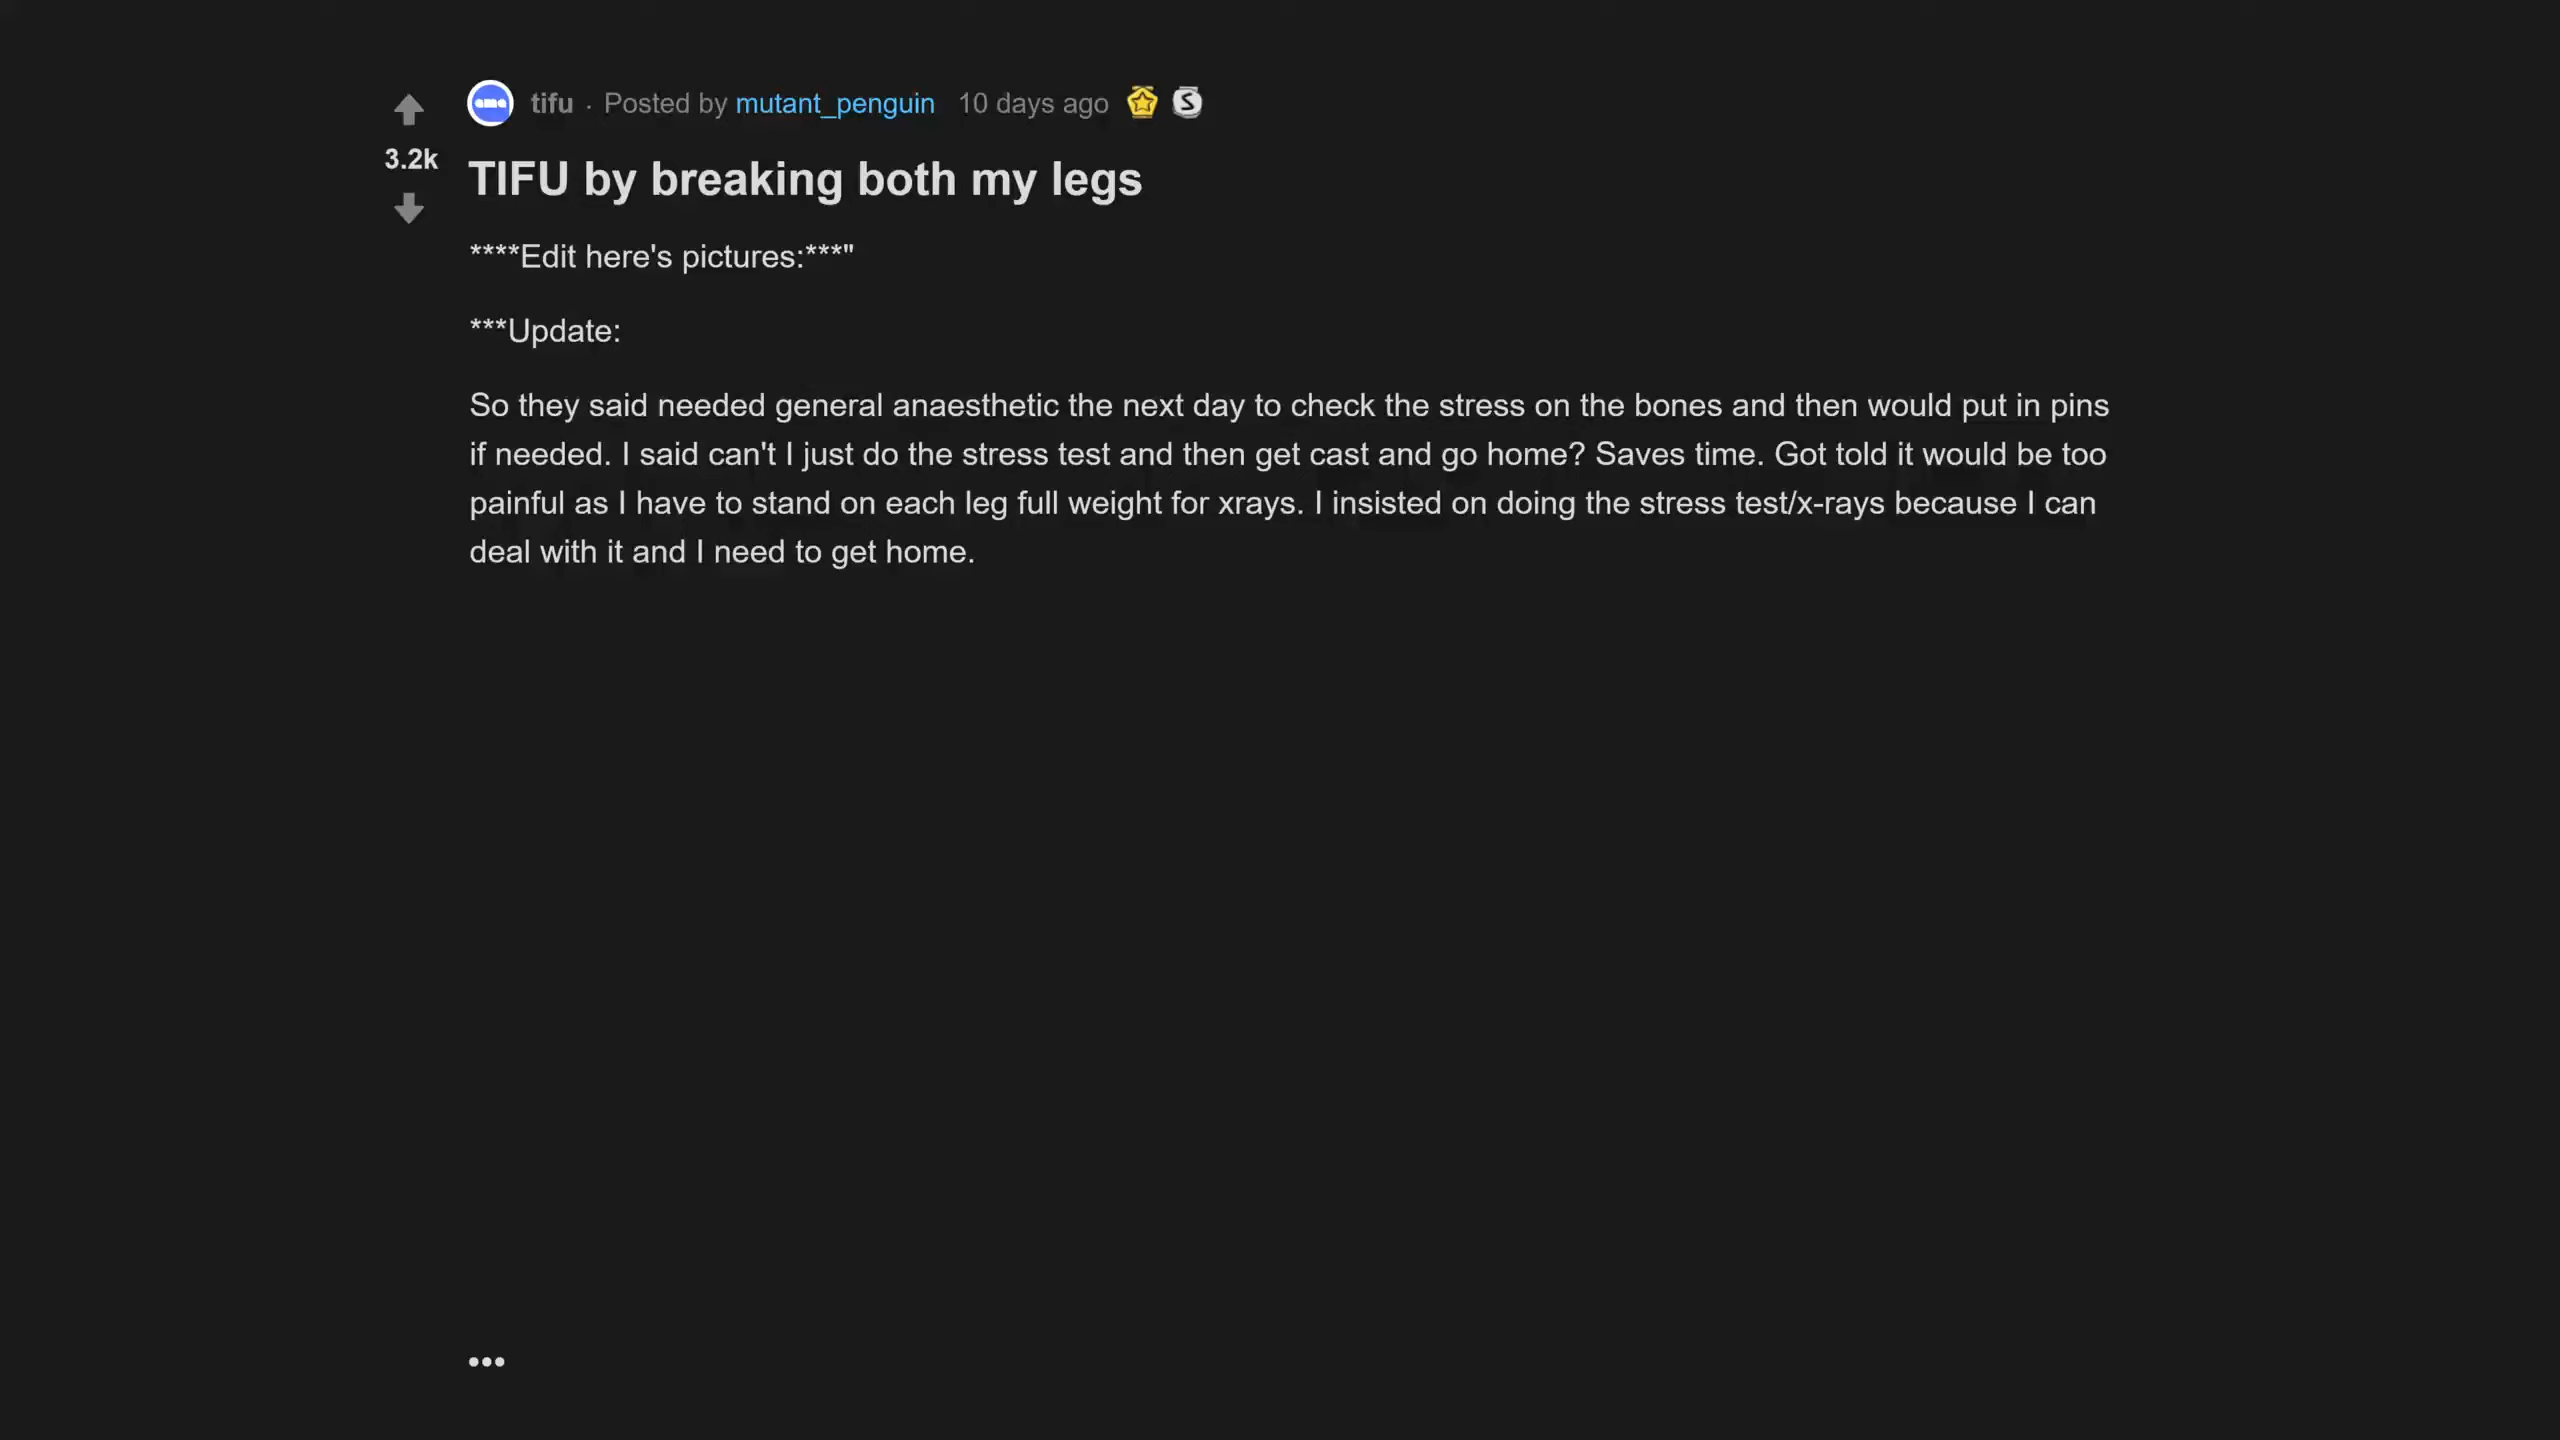 tifu · Posted by mutant_penguin 10 days ago
3.2k
TIFU by breaking both my legs
****Edit here's pictures:***"
***Update:
So they said needed general anaesthetic the next day to check the stress on the bones and then would put in pins
if needed. I said can't I just do the stress test and then get cast and go home? Saves time. Got told it would be too
painful as I have to stand on each leg full weight for xrays. I insisted on doing the stress test/x-rays because I can
deal with it and I need to get home.
•••